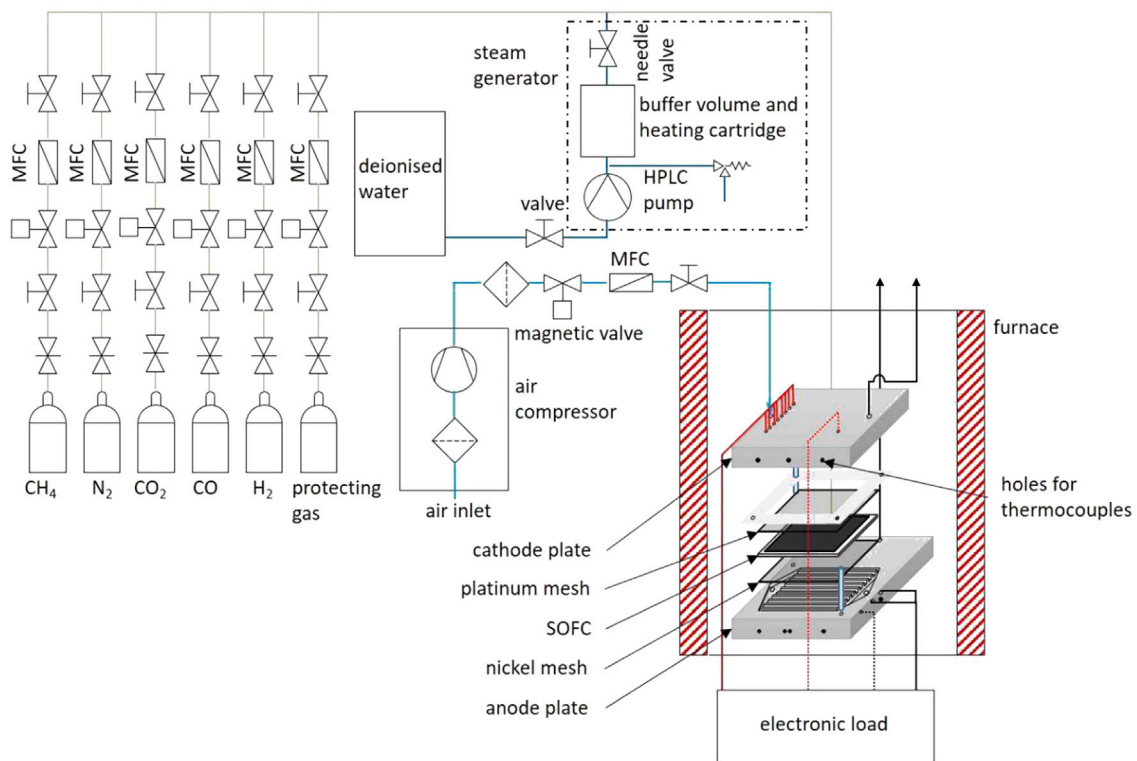 steam
generator
needle
valve
buffer volume and
heating cartridge
MFC
MFC
MFC
MFC
MFC
MFC
deionised
water
HPLC
pump
valve
MFC
magnetic valve
furnace
air
compressor
CH4
N2
CO2
CO
H2
protecting
gas
air inlet
holes for
thermocouples
cathode plate
platinum mesh
SOFC
nickel mesh
anode plate
electronic load